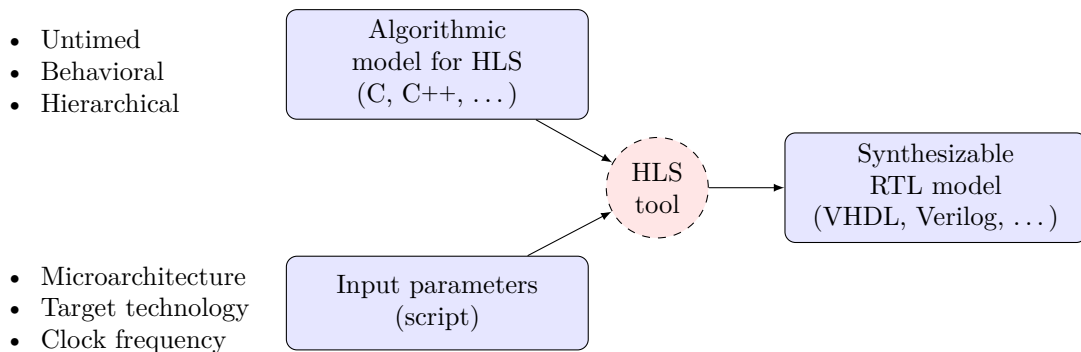 • Untimed
• Behavioral
• Hierarchical
Algorithmic
model for HLS
(C, C++, . . . )
HLS
tool
Synthesizable
RTL model
(VHDL, Verilog, . . . )
• Microarchitecture
• Target technology
• Clock frequency
Input parameters
(script)